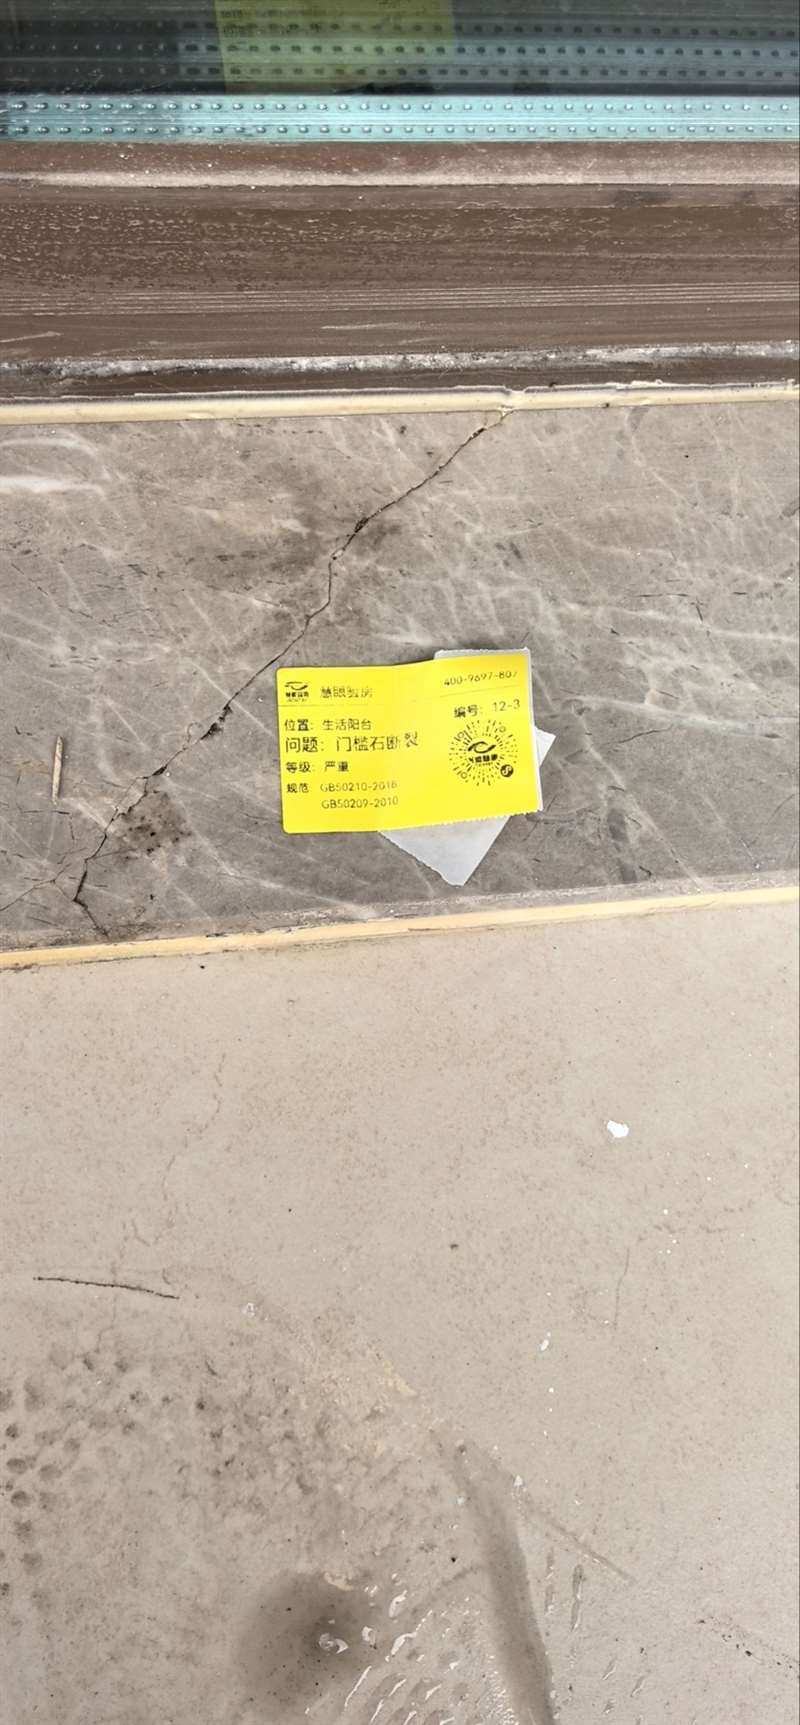 慧眼验房
400-9697-807
编号：12-3
位置：生活阳台
问题：门槛石断裂
等级：严重
规范 GB50210-2018
GB50209-2010